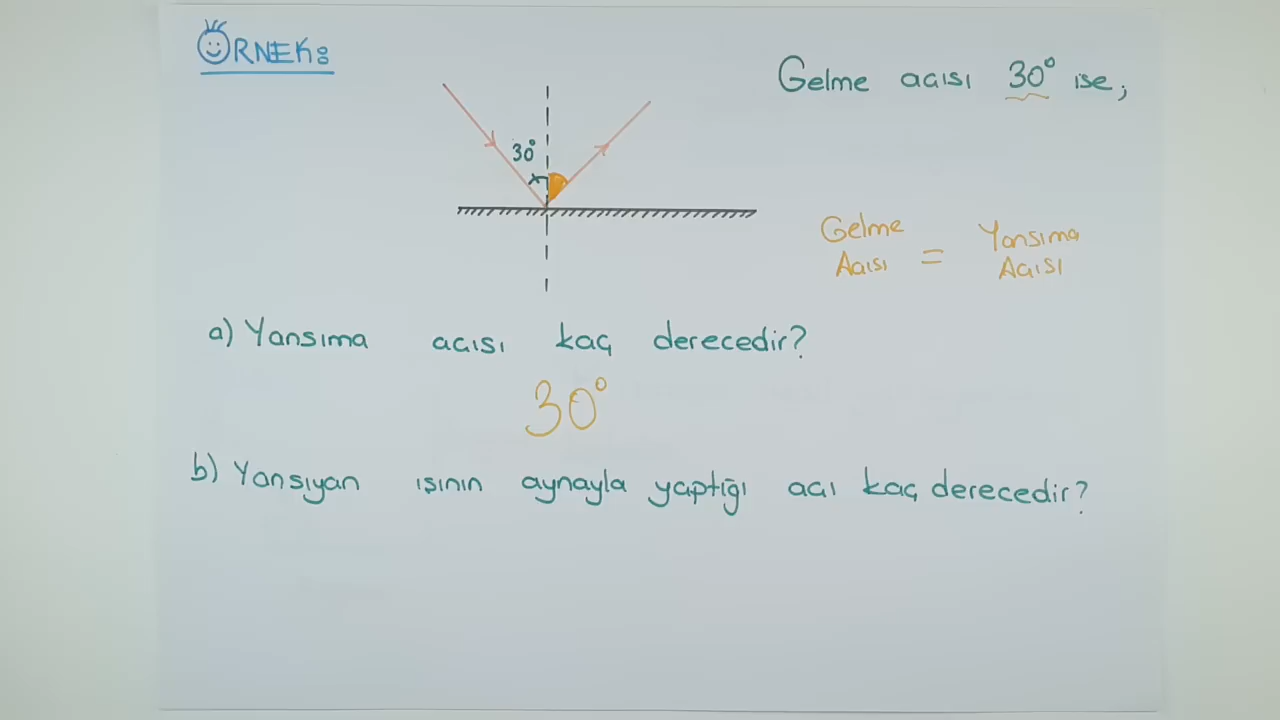 ÖRNEK:
Gelme açısı 30° ise;
30°
Gelme Açısı = Yansıma Açısı
a) Yansıma açısı kaç derecedir?
30°
b) Yansıyan ışının aynayla yaptığı açı kaç derecedir?